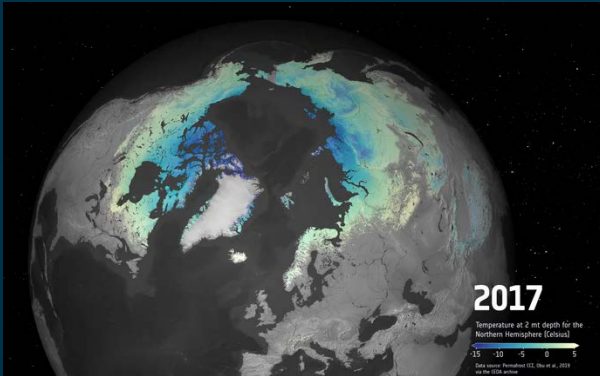 2017
Temperature at 2 mt depth for the
Northern Hemisphere [Celsius]
-15 -10 -5 0 5
Data source: Permafrost CCI, Obu et al., 2019
via the CEDA archive